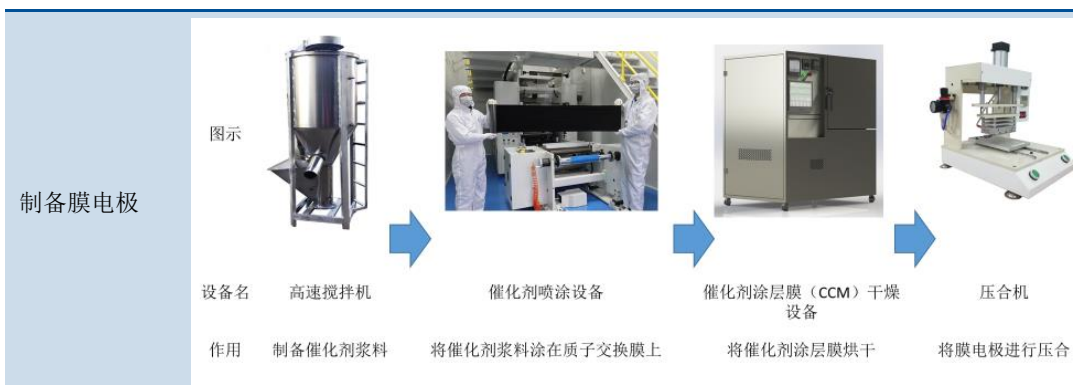 制备膜电极
图示
设备名 高速搅拌机 催化剂喷涂设备 催化剂涂层膜（CCM）干燥 压合机
设备
作用 制备催化剂浆料 将催化剂浆料涂在质子交换膜上 将催化剂涂层膜烘干 将膜电极进行压合